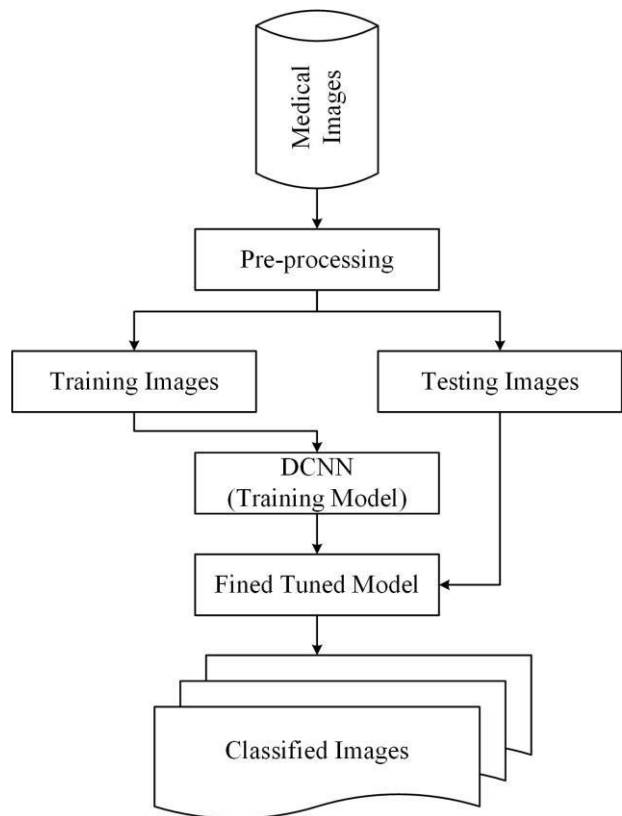 Medical
Images
Pre-processing
Training Images
Testing Images
DCNN
(Training Model)
Fined Tuned Model
Classified Images